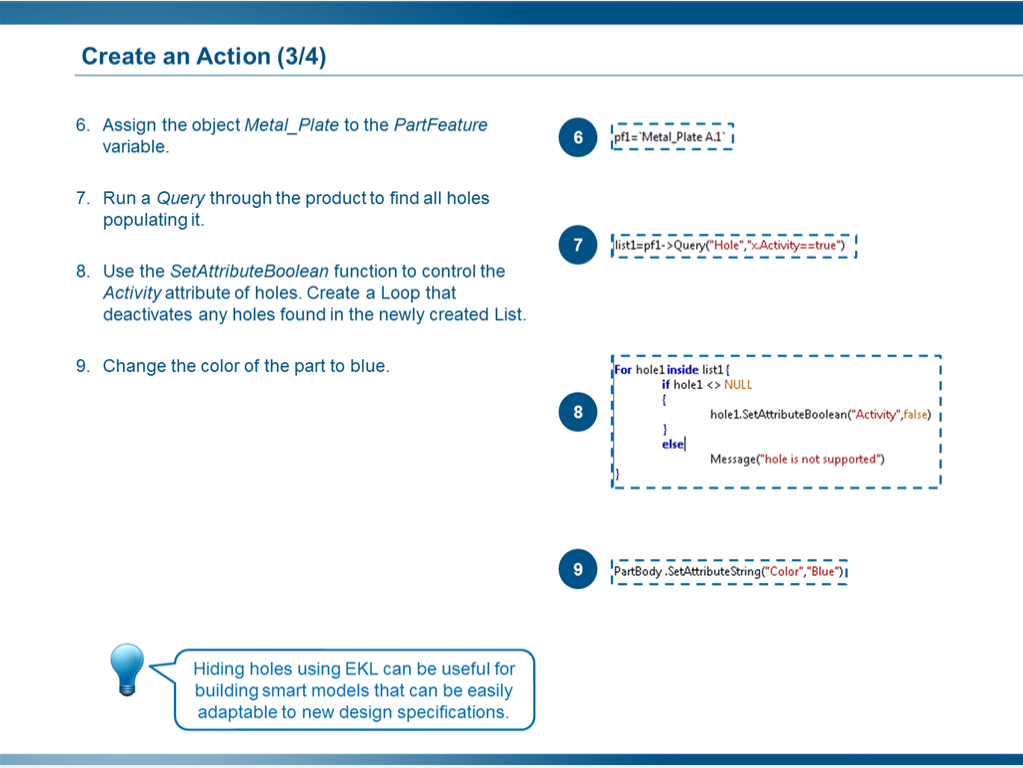 Create an Action (3/4)
6. Assign the object Metal_Plate to the PartFeature
variable.
7. Run a Query through the product to find all holes
populating it.
8. Use the SetAttributeBoolean function to control the
Activity attribute of holes. Create a Loop that
deactivates any holes found in the newly created List.
9. Change the color of the part to blue.
6
pf1=`Metal_Plate A.1`
7
list1=pf1->Query("Hole","x.Activity==true")
8
For hole1 inside list1 {
if hole1 <> NULL
{
hole1.SetAttributeBoolean("Activity",false)
}
else
Message("hole is not supported")
}
9
PartBody .SetAttributeString("Color","Blue")
Hiding holes using EKL can be useful for
building smart models that can be easily
adaptable to new design specifications.